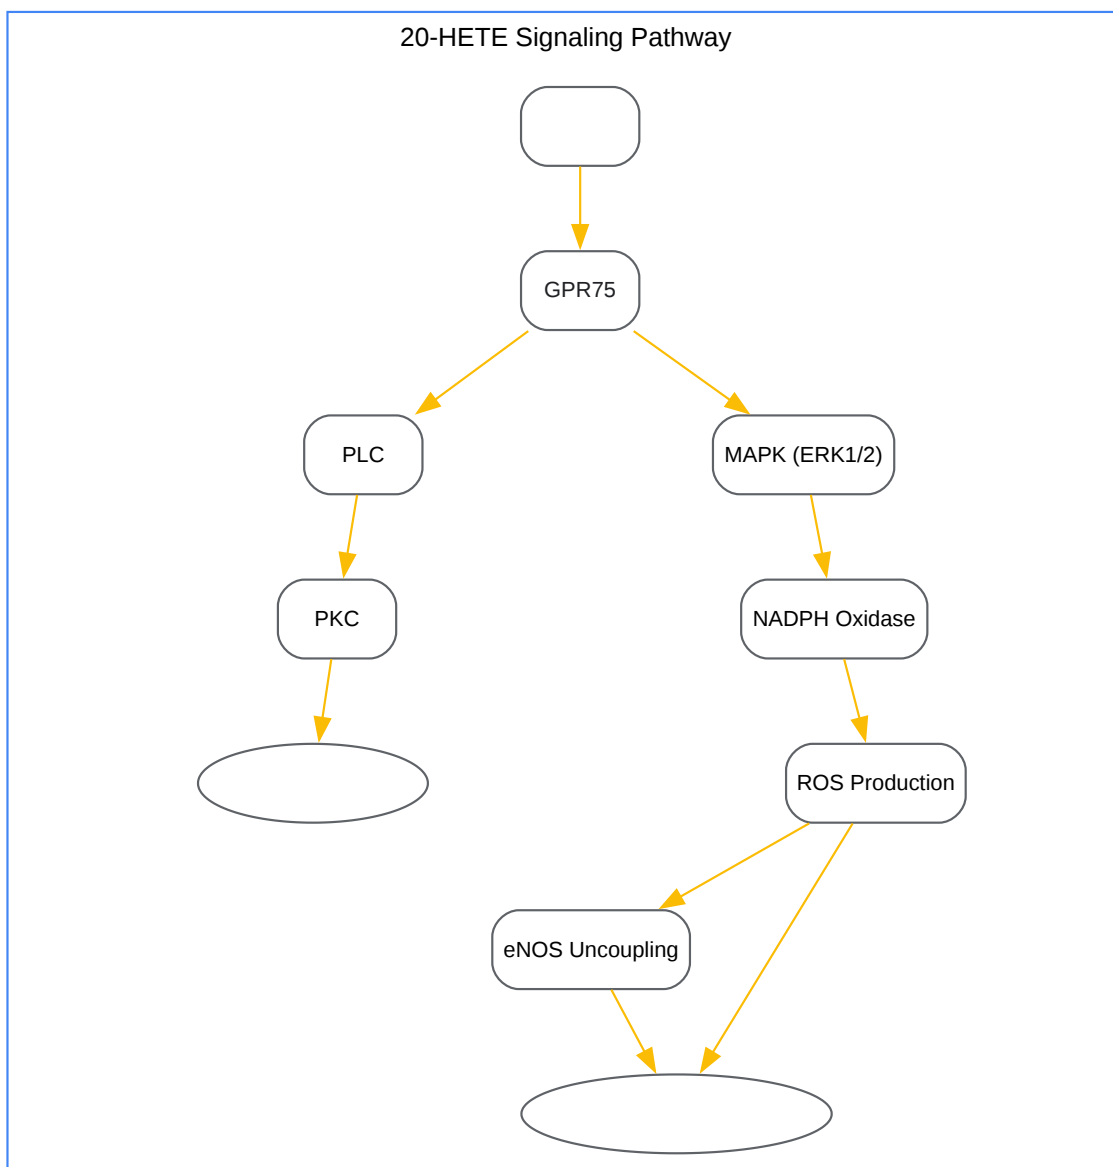 20-HETE Signaling Pathway
GPR75
PLC
MAPK (ERK1/2)
PKC
NADPH Oxidase
ROS Production
eNOS Uncoupling